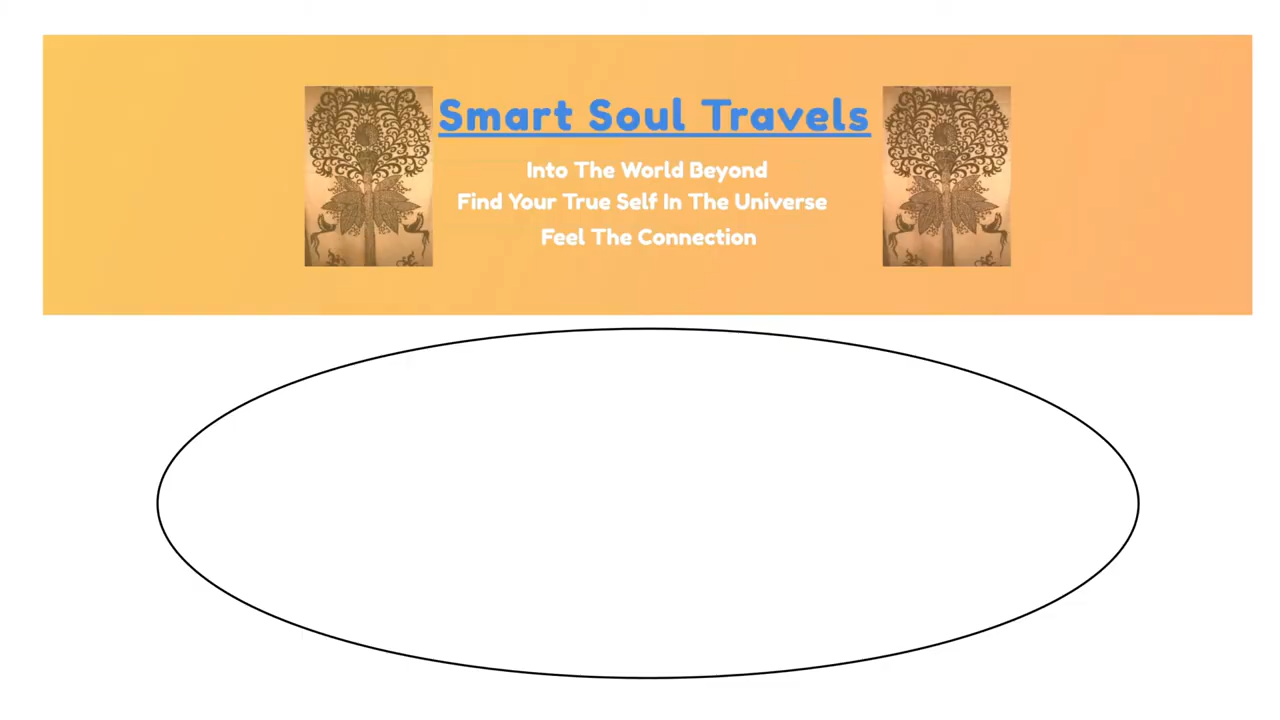 Smart Soul Travels
Into The World Beyond
Find Your True Self In The Universe
Feel The Connection